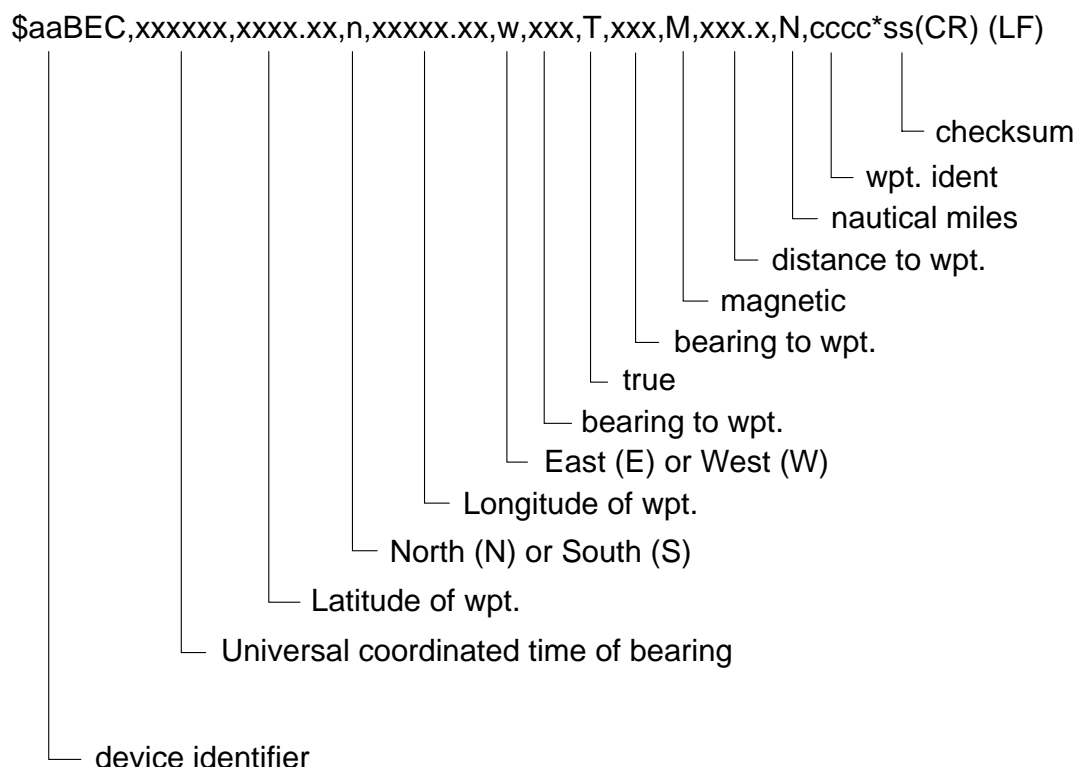 $aaBEC,xxxxxx,xxxx.xx,n,xxxxx.xx,w,xxx,T,xxx,M,xxx.x,N,cccc*ss(CR) (LF)
checksum
wpt. ident
nautical miles
distance to wpt.
magnetic
bearing to wpt.
true
bearing to wpt.
East (E) or West (W)
Longitude of wpt.
North (N) or South (S)
Latitude of wpt.
Universal coordinated time of bearing
device identifier